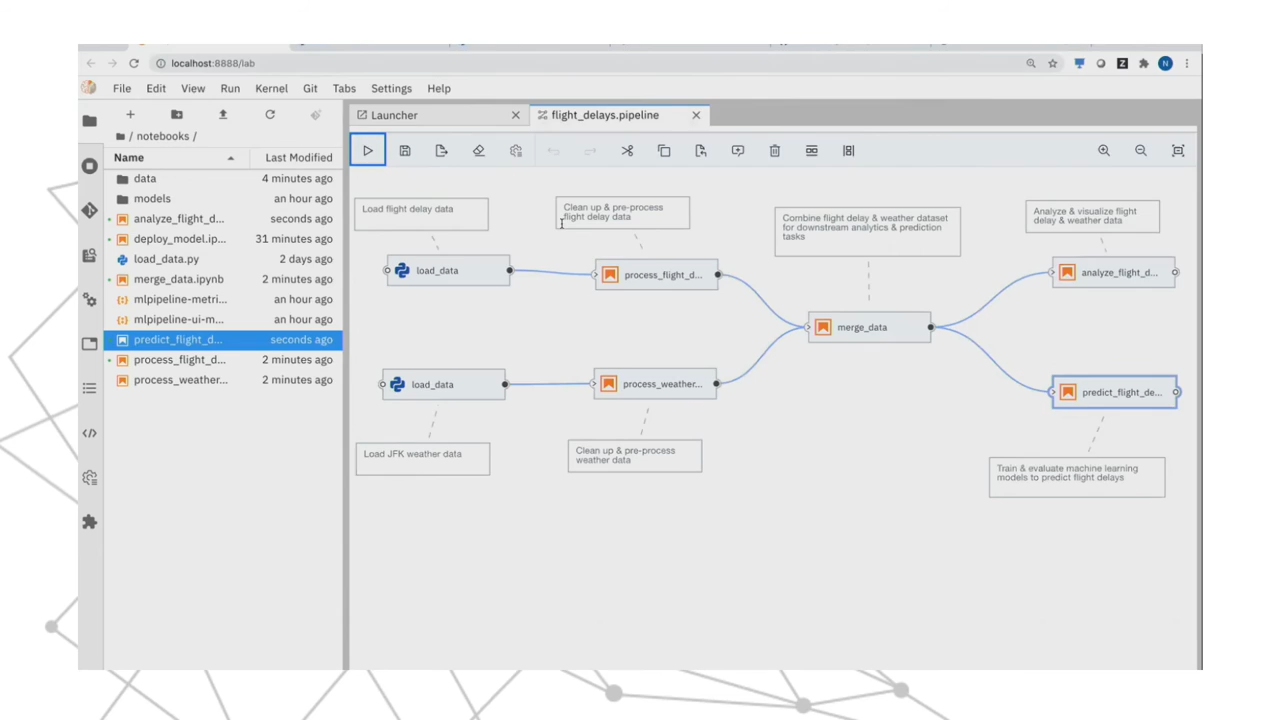 localhost:8888/lab
Z
N
File Edit View Run Kernel Git Tabs Settings Help
Launcher
flight_delays.pipeline
/ notebooks /
Name
Last Modified
data 4 minutes ago
models an hour ago
analyze_flight_d... seconds ago
deploy_model.ip... 31 minutes ago
load_data.py 2 days ago
merge_data.ipynb 2 minutes ago
mlpipeline-metri... an hour ago
mlpipeline-ui-m... an hour ago
predict_flight_d... seconds ago
process_flight_d... 2 minutes ago
process_weather... 2 minutes ago
Load flight delay data
Clean up & pre-process
flight delay data
Combine flight delay & weather dataset
for downstream analytics & prediction
tasks
Analyze & visualize flight
delay & weather data
load_data
process_flight_d...
analyze_flight_d...
merge_data
load_data
process_weather...
predict_flight_de...
Load JFK weather data
Clean up & pre-process
weather data
Train & evaluate machine learning
models to predict flight delays